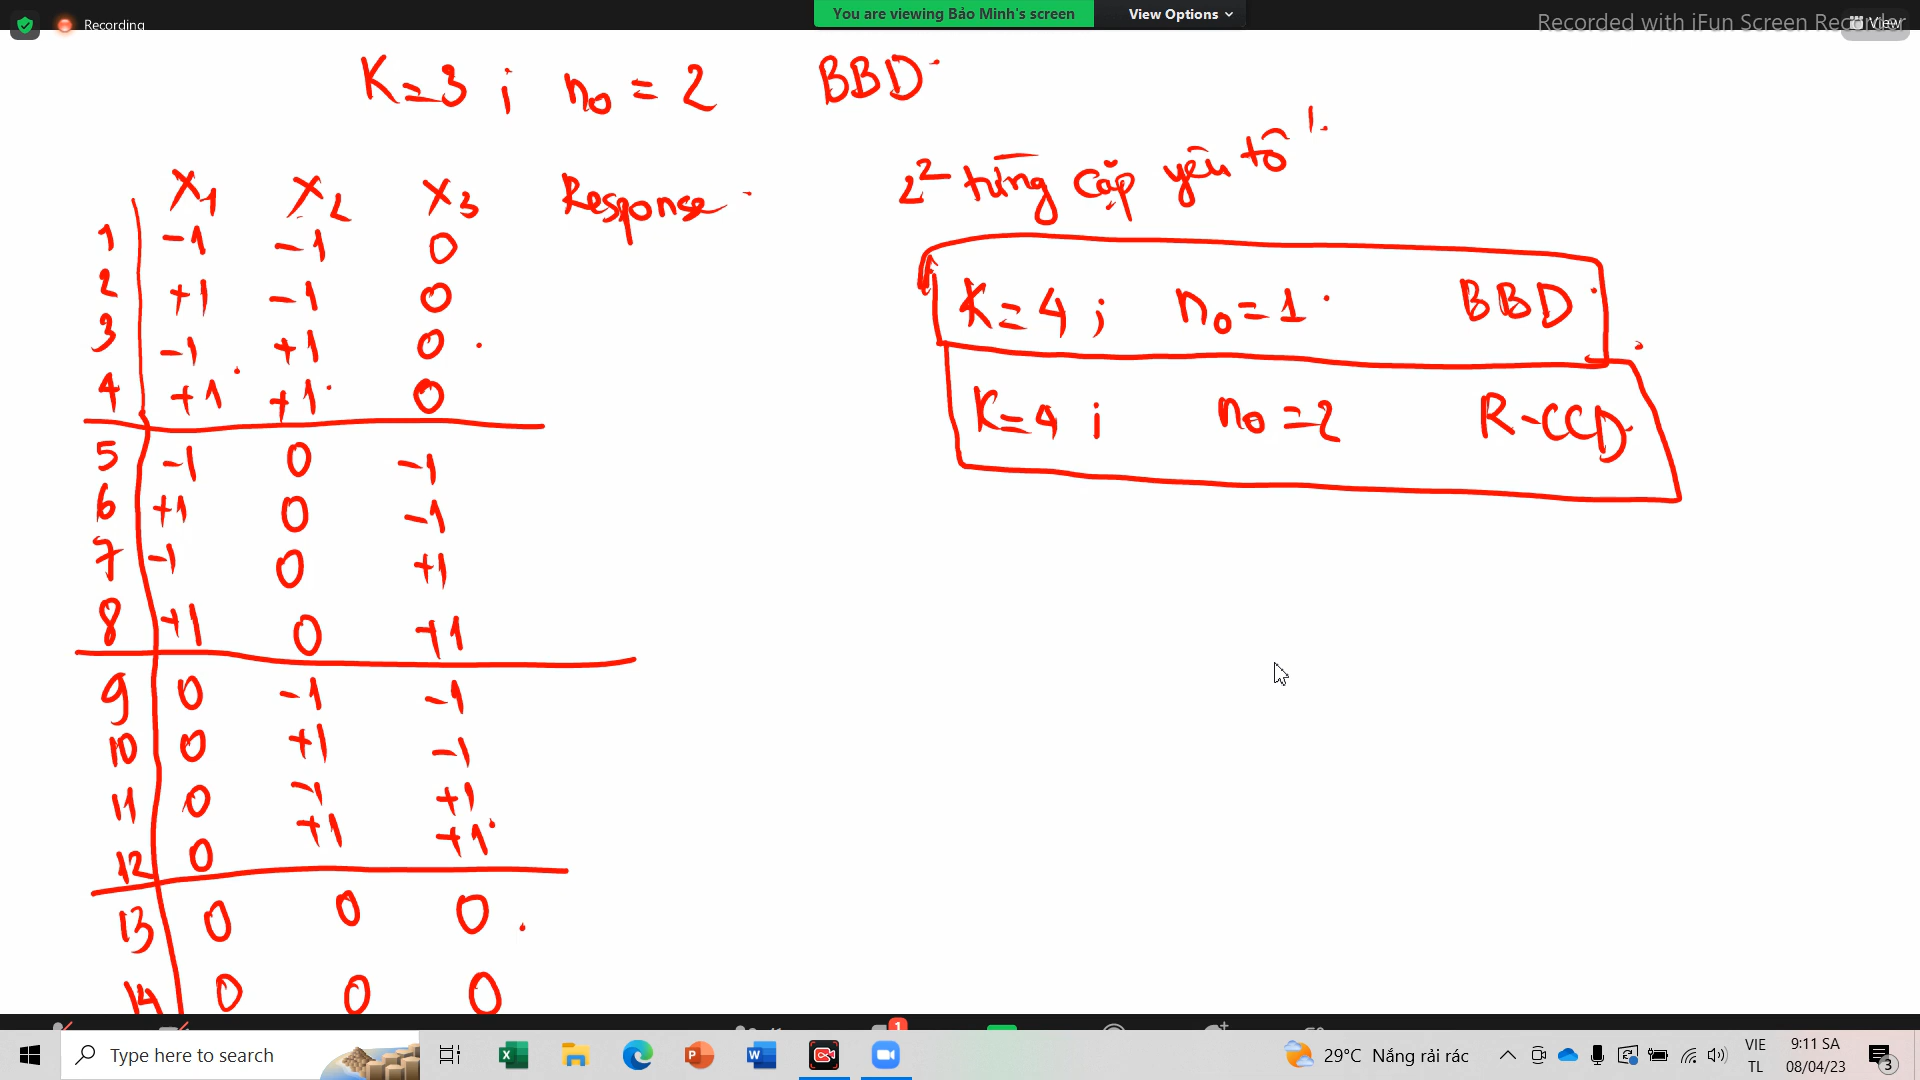 Recording
You are viewing Bảo Minh's screen
View Options
Recorded with iFun Screen Recorder
View
K=3 ; n₀ = 2 BBD
X₁ X₂ X₃ Response
1 -1 -1 0
2 +1 -1 0
3 -1 +1 0
4 +1 +1 0
5 -1 0 -1
6 +1 0 -1
7 -1 0 +1
8 +1 0 +1
9 0 -1 -1
10 0 +1 -1
11 0 -1 +1
12 0 +1 +1
13 0 0 0
14 0 0 0
2² từng cặp yếu tố
K=4 ; n₀=1 BBD
K=4 ; n₀=2 R-CCD
1
Type here to search
29°C Nắng rải rác
VIE
TL
9:11 SA
08/04/23
3